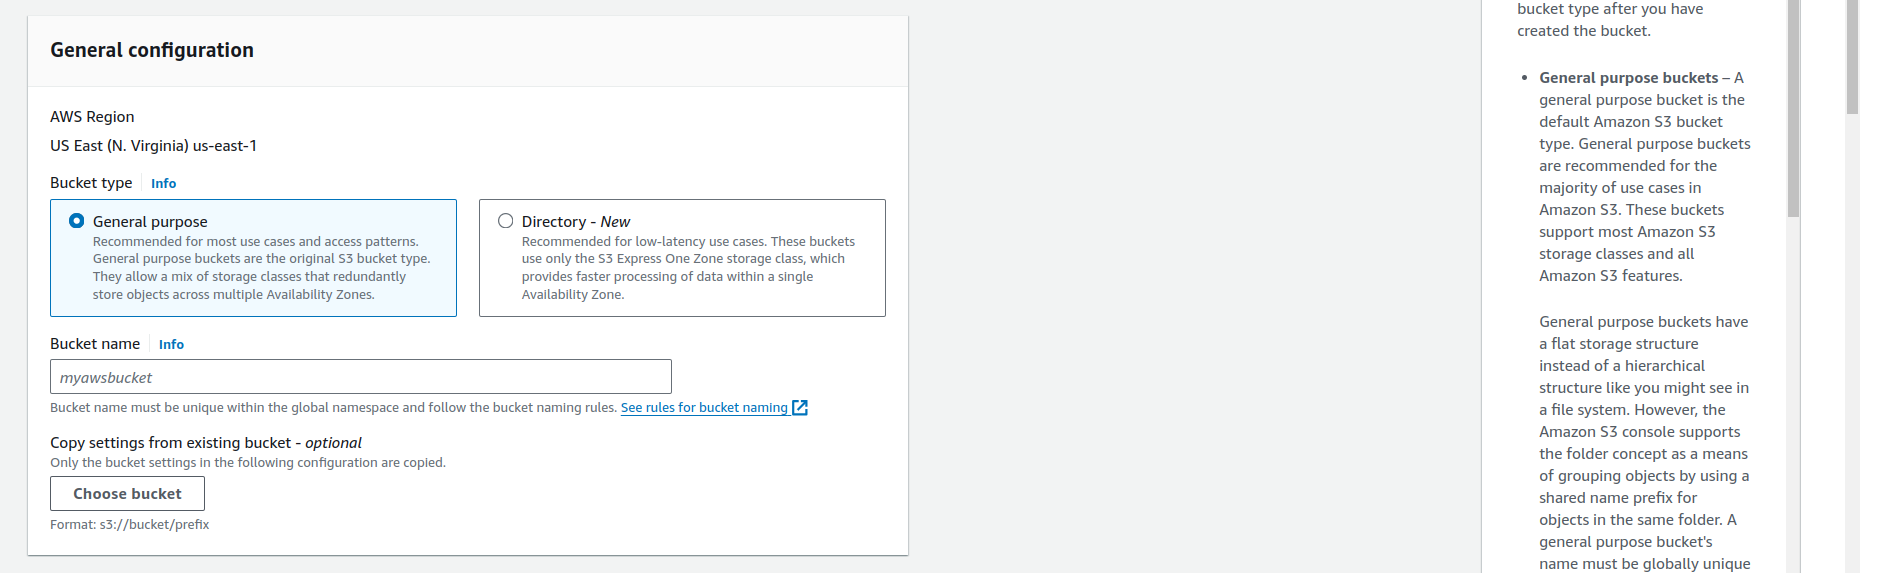 General configuration
AWS Region
US East (N. Virginia) us-east-1
Bucket type
Info
General purpose
Recommended for most use cases and access patterns.
General purpose buckets are the original S3 bucket type.
They allow a mix of storage classes that redundantly
store objects across multiple Availability Zones.
Directory - New
Recommended for low-latency use cases. These buckets
use only the S3 Express One Zone storage class, which
provides faster processing of data within a single
Availability Zone.
Bucket name
Info
myawsbucket
Bucket name must be unique within the global namespace and follow the bucket naming rules. See rules for bucket naming
Copy settings from existing bucket - optional
Only the bucket settings in the following configuration are copied.
Choose bucket
Format: s3://bucket/prefix
bucket type after you have
created the bucket.
• General purpose buckets – A
general purpose bucket is the
default Amazon S3 bucket
type. General purpose buckets
are recommended for the
majority of use cases in
Amazon S3. These buckets
support most Amazon S3
storage classes and all
Amazon S3 features.
General purpose buckets have
a flat storage structure
instead of a hierarchical
structure like you might see in
a file system. However, the
Amazon S3 console supports
the folder concept as a means
of grouping objects by using a
shared name prefix for
objects in the same folder. A
general purpose bucket's
name must be globally unique